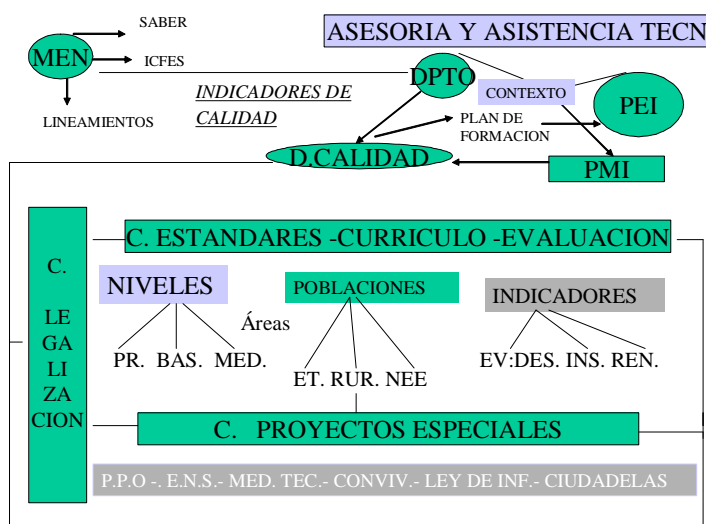 SABER
ASESORIA Y ASISTENCIA TECN
MEN
ICFES
DPTO
INDICADORES DE
CALIDAD
CONTEXTO
PEI
LINEAMIENTOS
PLAN DE
FORMACION
D.CALIDAD
PMI
C. ESTANDARES -CURRICULO -EVALUACION
C.
LE
GA
LI
ZA
CION
NIVELES
POBLACIONES
INDICADORES
Áreas
PR. BAS. MED.
ET. RUR. NEE
EV:DES. INS. REN.
C. PROYECTOS ESPECIALES
P.P.O -. E.N.S.- MED. TEC.- CONVIV.- LEY DE INF.- CIUDADELAS